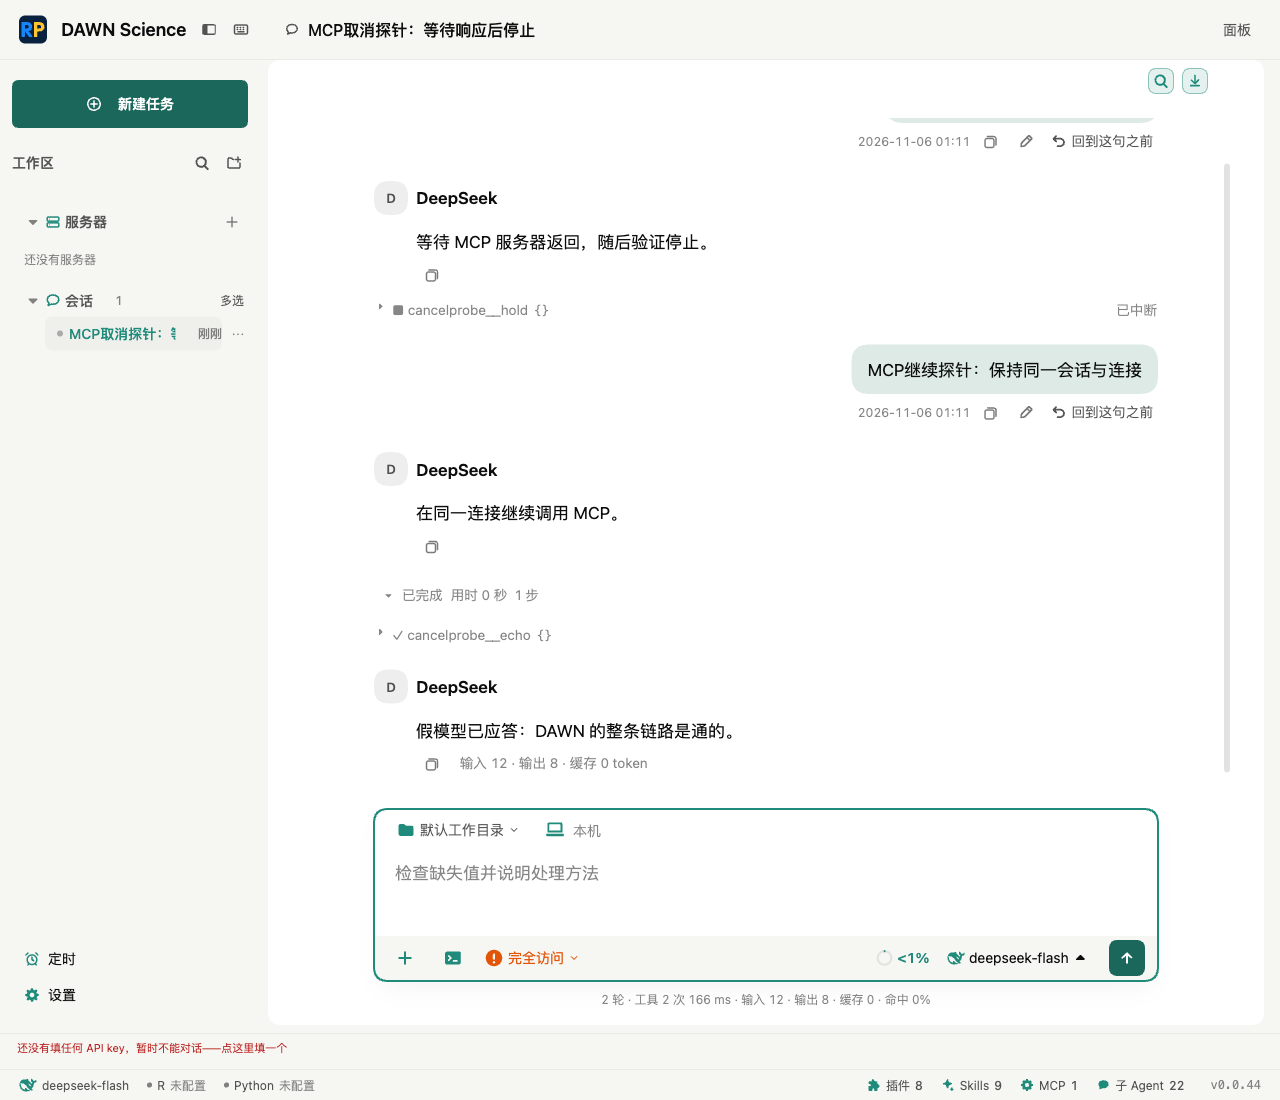 RP DAWN Science
MCP取消探针：等待响应后停止
面板
新建任务
工作区
服务器
还没有服务器
会话 1 多选
MCP取消探针： 刚刚 ···
定时
设置
2026-11-06 01:11 回到这句之前
D DeepSeek
等待 MCP 服务器返回，随后验证停止。
cancelprobe__hold {} 已中断
MCP继续探针：保持同一会话与连接
2026-11-06 01:11 回到这句之前
D DeepSeek
在同一连接继续调用 MCP。
已完成 用时 0 秒 1 步
cancelprobe__echo {}
D DeepSeek
假模型已应答：DAWN 的整条链路是通的。
输入 12 · 输出 8 · 缓存 0 token
默认工作目录 本机
检查缺失值并说明处理方法
完全访问 <1% deepseek-flash
2 轮 · 工具 2 次 166 ms · 输入 12 · 输出 8 · 缓存 0 · 命中 0%
还没有填任何 API key，暂时不能对话——点这里填一个
deepseek-flash R 未配置 Python 未配置
插件 8 Skills 9 MCP 1 子 Agent 22 v0.0.44